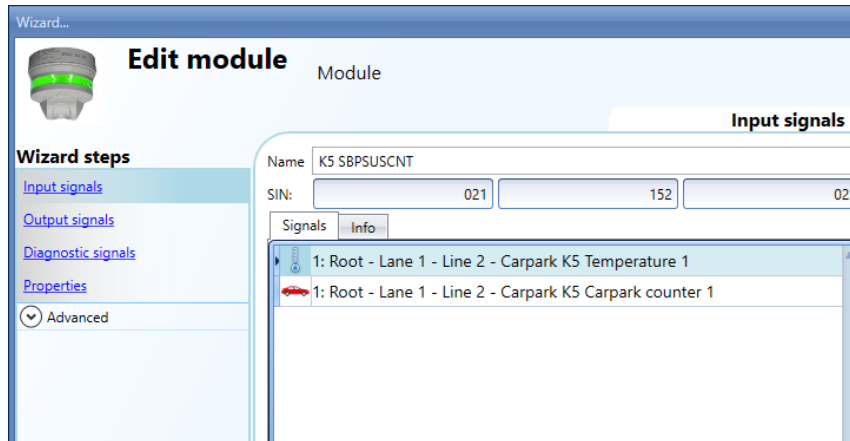 Wizard...
Edit module
Module
Input signals
Wizard steps
Input signals
Output signals
Diagnostic signals
Properties
Advanced
Name K5 SBPSUSCNT
SIN: 021 152 02
Signals Info
1: Root - Lane 1 - Line 2 - Carpark K5 Temperature 1
1: Root - Lane 1 - Line 2 - Carpark K5 Carpark counter 1